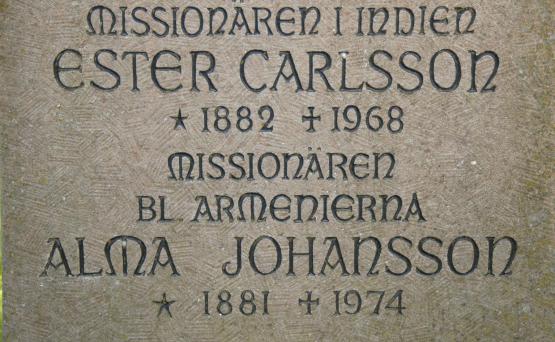 MISSIONÄREN I INDIEN
ESTER CARLSSON
★ 1882 ✝ 1968
MISSIONÄREN
BL. ARMENIERNA
ALMA JOHANSSON
★ 1881 ✝ 1974